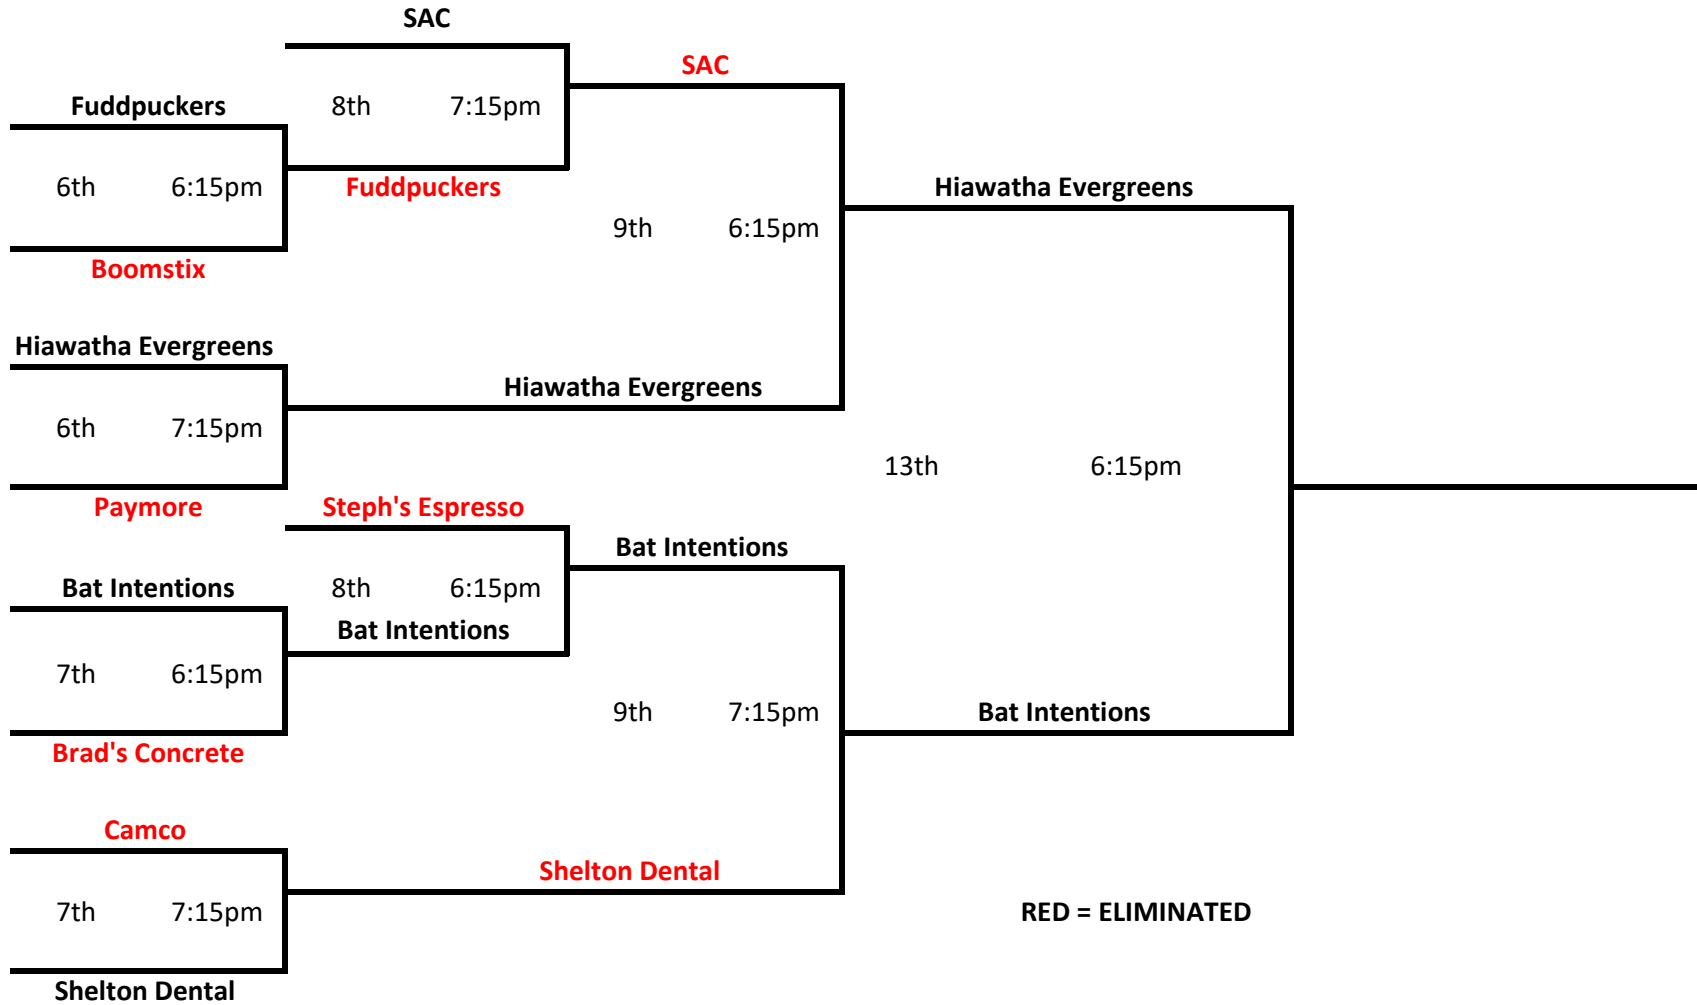 SAC
SAC
Fuddpuckers
8th 7:15pm
6th 6:15pm
Fuddpuckers
Hiawatha Evergreens
9th 6:15pm
Boomstix
Hiawatha Evergreens
Hiawatha Evergreens
6th 7:15pm
13th 6:15pm
Paymore
Steph's Espresso
Bat Intentions
Bat Intentions
8th 6:15pm
Bat Intentions
7th 6:15pm
9th 7:15pm
Bat Intentions
Brad's Concrete
Camco
Shelton Dental
7th 7:15pm
RED = ELIMINATED
Shelton Dental